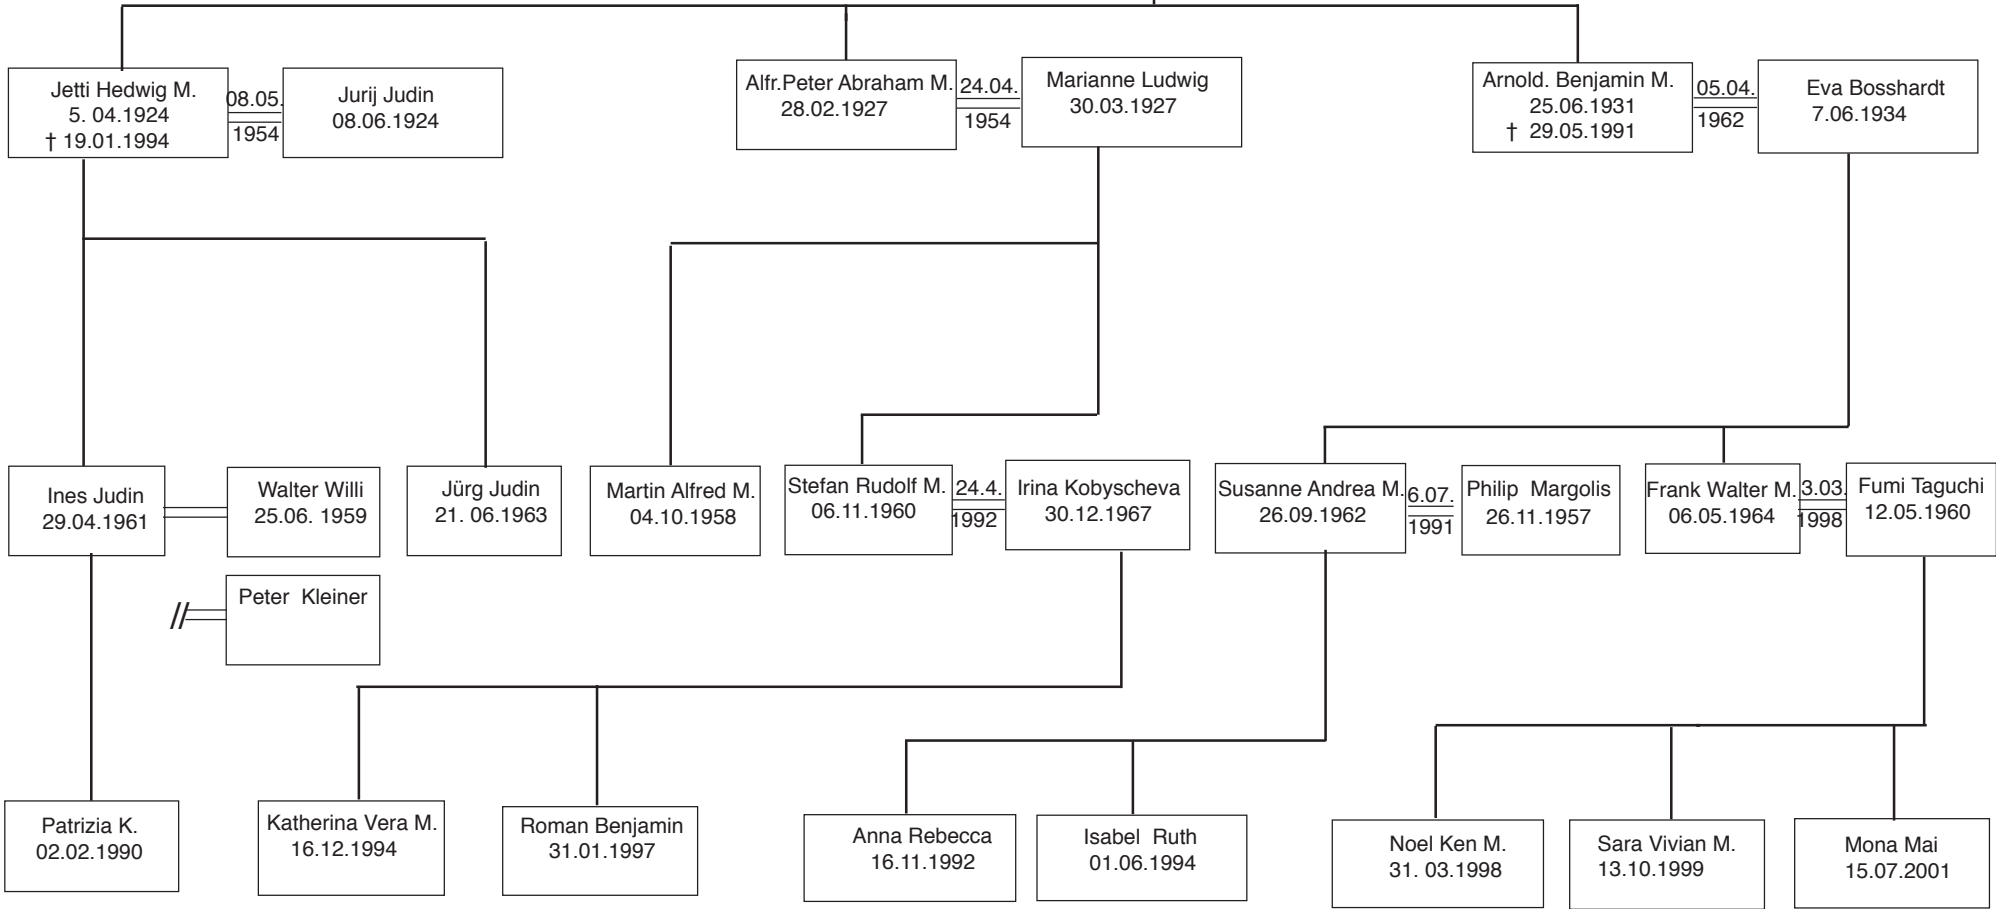 Jetti Hedwig M.
5. 04.1924
† 19.01.1994
08.05.
1954
Jurij Judin
08.06.1924
Alfr.Peter Abraham M.
28.02.1927
24.04.
1954
Marianne Ludwig
30.03.1927
Arnold. Benjamin M.
25.06.1931
† 29.05.1991
05.04.
1962
Eva Bosshardt
7.06.1934
Ines Judin
29.04.1961
Walter Willi
25.06. 1959
Jürg Judin
21. 06.1963
Martin Alfred M.
04.10.1958
Stefan Rudolf M.
06.11.1960
24.4.
1992
Irina Kobyscheva
30.12.1967
Susanne Andrea M.
26.09.1962
6.07.
1991
Philip Margolis
26.11.1957
Frank Walter M.
06.05.1964
3.03.
1998
Fumi Taguchi
12.05.1960
Peter Kleiner
Patrizia K.
02.02.1990
Katherina Vera M.
16.12.1994
Roman Benjamin
31.01.1997
Anna Rebecca
16.11.1992
Isabel Ruth
01.06.1994
Noel Ken M.
31. 03.1998
Sara Vivian M.
13.10.1999
Mona Mai
15.07.2001